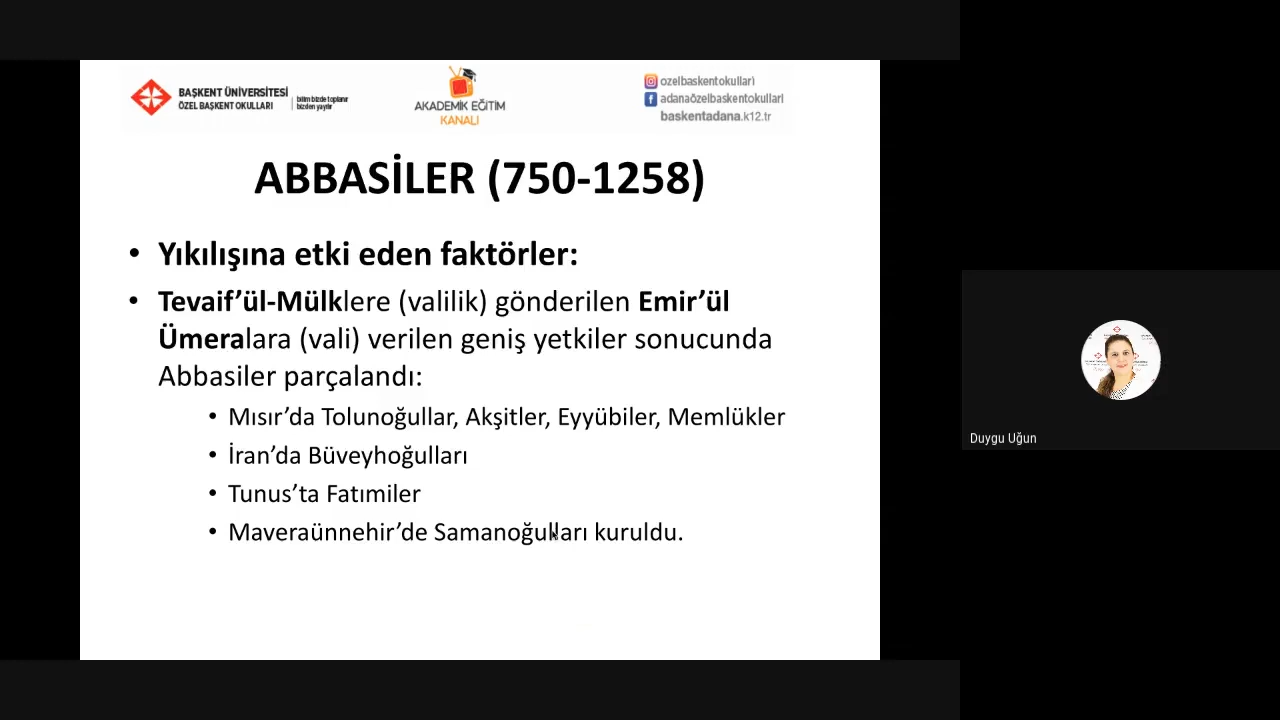 BAŞKENT ÜNİVERSİTESİ
ÖZEL BAŞKENT OKULLARI
bilim bizde toplanır
bizden yayılır
AKADEMİK EĞİTİM
KANALI
ozelbaskentokullari
adanaözelbaskentokullari
baskentadana.k12.tr
ABBASİLER (750-1258)
• Yıkılışına etki eden faktörler:
• Tevaif’ül-Mülklere (valilik) gönderilen Emir’ül
Ümeralara (vali) verilen geniş yetkiler sonucunda
Abbasiler parçalandı:
• Mısır’da Tolunoğullar, Akşitler, Eyyübiler, Memlükler
• İran’da Büveyhoğulları
• Tunus’ta Fatımiler
• Maveraünnehir’de Samanoğulları kuruldu.
Duygu Uğun